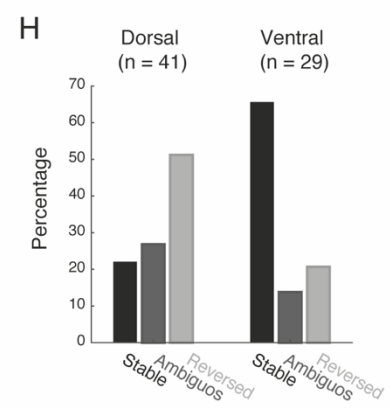 H
Dorsal
(n = 41)
Ventral
(n = 29)
Percentage
70
60
50
40
30
20
10
0
Stable
Ambiguos
Reversed
Stable
Ambiguos
Reversed